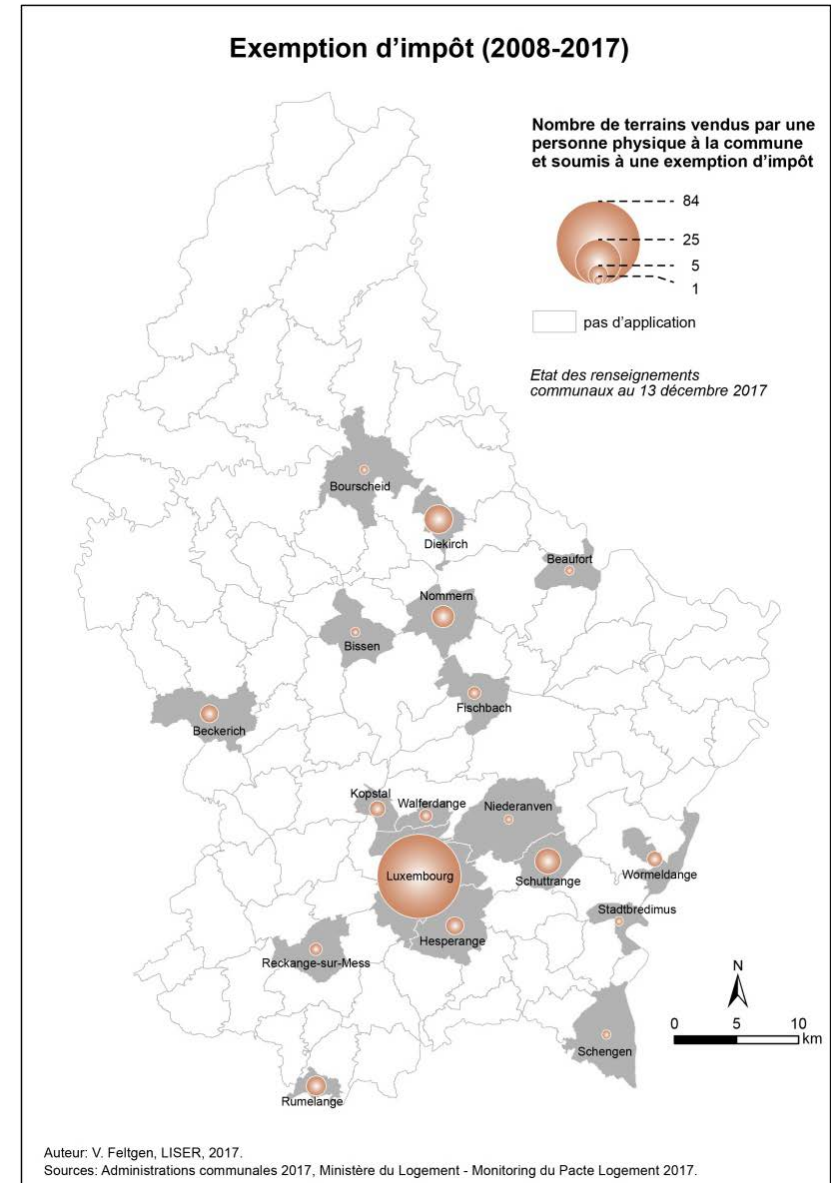 Exemption d'impôt (2008-2017)
Nombre de terrains vendus par une
personne physique à la commune
et soumis à une exemption d'impôt
84
25
5
1
pas d'application
Etat des renseignements
communaux au 13 décembre 2017
Bourscheid
Diekirch
Beaufort
Nommern
Bissen
Fischbach
Beckerich
Kopstal
Walferdange
Niederanven
Luxembourg
Schuttrange
Wormeldange
Stadtbredimus
Hesperange
Reckange-sur-Mess
N
0 5 10
km
Schengen
Rumelange
Auteur: V. Feltgen, LISER, 2017.
Sources: Administrations communales 2017, Ministère du Logement - Monitoring du Pacte Logement 2017.